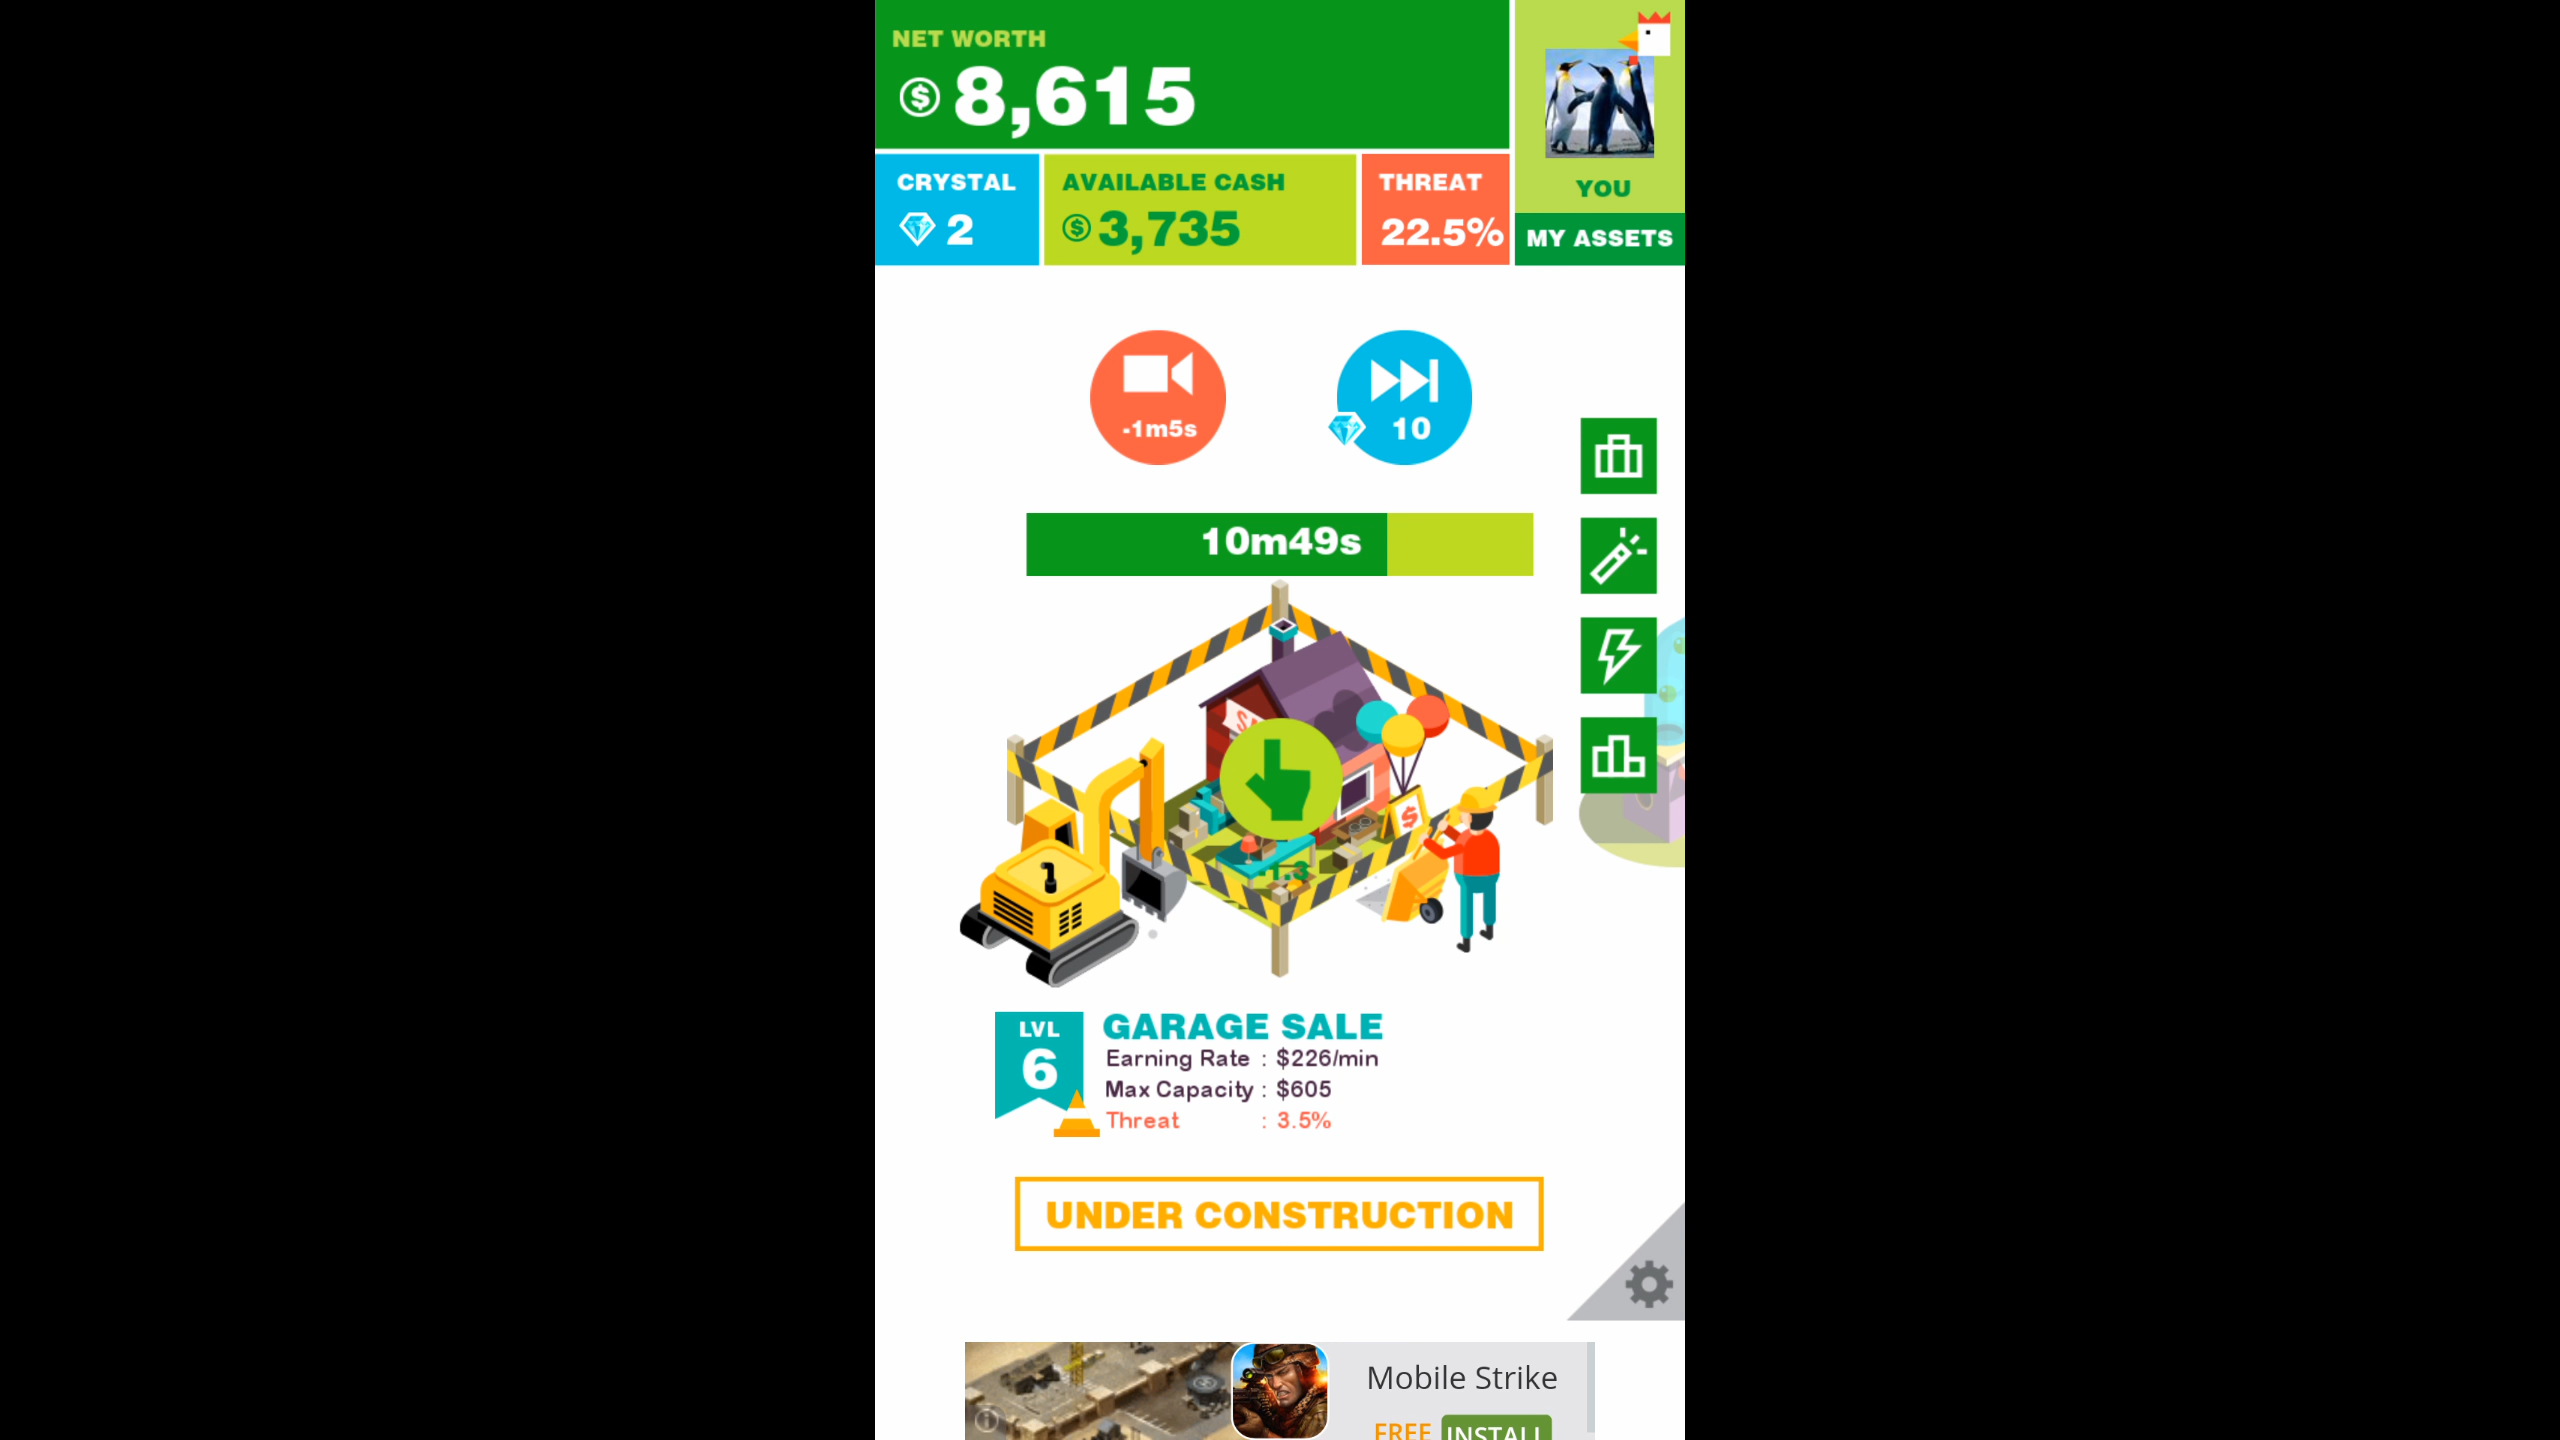 NET WORTH
8,615
YOU
MY ASSETS
CRYSTAL
2
AVAILABLE CASH
3,735
THREAT
22.5%
-1m5s
10
10m49s
LVL
6
GARAGE SALE
Earning Rate : $226/min
Max Capacity : $605
Threat : 3.5%
UNDER CONSTRUCTION
Mobile Strike
FREE INSTALL